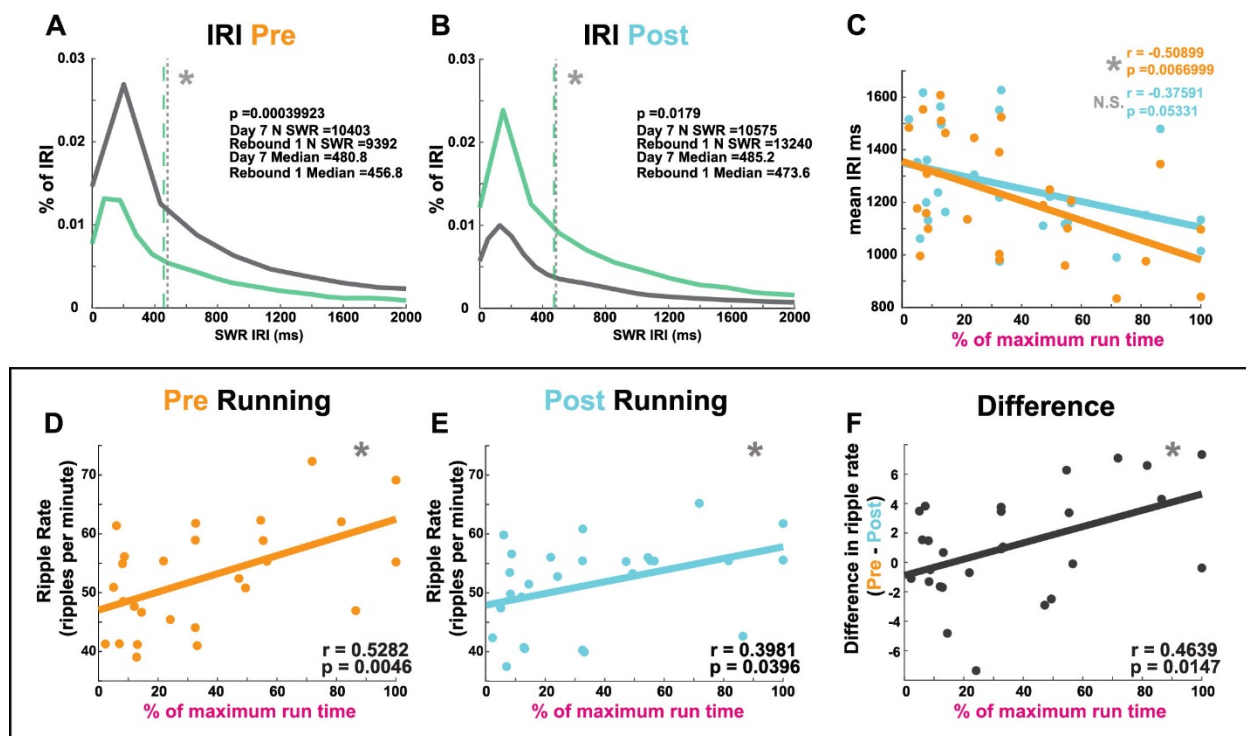 A
IRI Pre
% of IRI
0.03
0.02
0.01
0
*
p =0.00039923
Day 7 N SWR =10403
Rebound 1 N SWR =9392
Day 7 Median =480.8
Rebound 1 Median =456.8
0 400 800 1200 1600 2000
SWR IRI (ms)
B
IRI Post
% of IRI
0.03
0.02
0.01
0
*
p =0.0179
Day 7 N SWR =10575
Rebound 1 N SWR =13240
Day 7 Median =485.2
Rebound 1 Median =473.6
0 400 800 1200 1600 2000
SWR IRI (ms)
C
* r = -0.50899
p = 0.0066999
N.S. r = -0.37591
p = 0.05331
mean IRI ms
1600
1400
1200
1000
800
0 20 40 60 80 100
% of maximum run time
D
Pre Running
Ripple Rate
(ripples per minute)
*
70
60
50
40
r = 0.5282
p = 0.0046
0 20 40 60 80 100
% of maximum run time
E
Post Running
Ripple Rate
(ripples per minute)
*
70
60
50
40
r = 0.3981
p = 0.0396
0 20 40 60 80 100
% of maximum run time
F
Difference
Difference in ripple rate
(Pre - Post)
*
6
4
2
0
-2
-4
-6
r = 0.4639
p = 0.0147
0 20 40 60 80 100
% of maximum run time